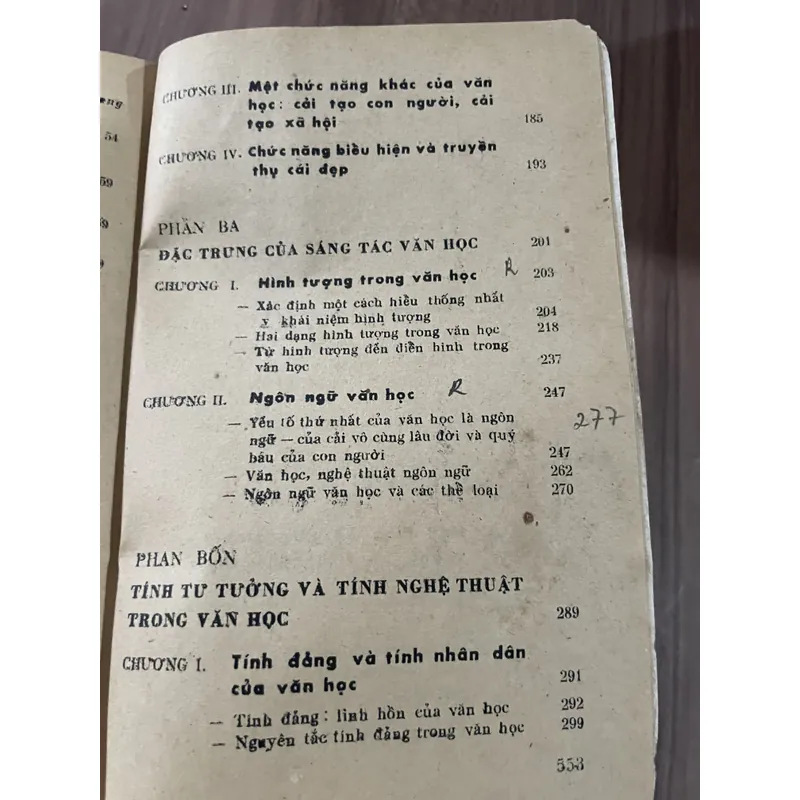 ong
54
59
59
CHƯƠNG III. Một chức năng khác của văn
học: cải tạo con người, cải
tạo xã hội 185
CHƯƠNG IV. Chức năng biểu hiện và truyền
thụ cái đẹp 193
PHẦN BA
ĐẶC TRƯNG CỦA SÁNG TÁC VĂN HỌC 201
CHƯƠNG I. Hình tượng trong văn học R 203
— Xác định một cách hiểu thống nhất
khái niệm hình tượng 204
— Hai dạng hình tượng trong văn học 218
— Từ hình tượng đến điển hình trong
văn học 237
CHƯƠNG II. Ngôn ngữ văn học R 247
— Yếu tố thứ nhất của văn học là ngôn 277
ngữ — của cải vô cùng lâu đời và quý
báu của con người 247
— Văn học, nghệ thuật ngôn ngữ 262
— Ngôn ngữ văn học và các thể loại 270
PHAN BỐN
TÍNH TƯ TƯỞNG VÀ TÍNH NGHỆ THUẬT
TRONG VĂN HỌC 289
CHƯƠNG I. Tính đảng và tính nhân dân
của văn học 291
— Tính đảng: linh hồn của văn học 292
— Nguyên tắc tính đảng trong văn học 299
553